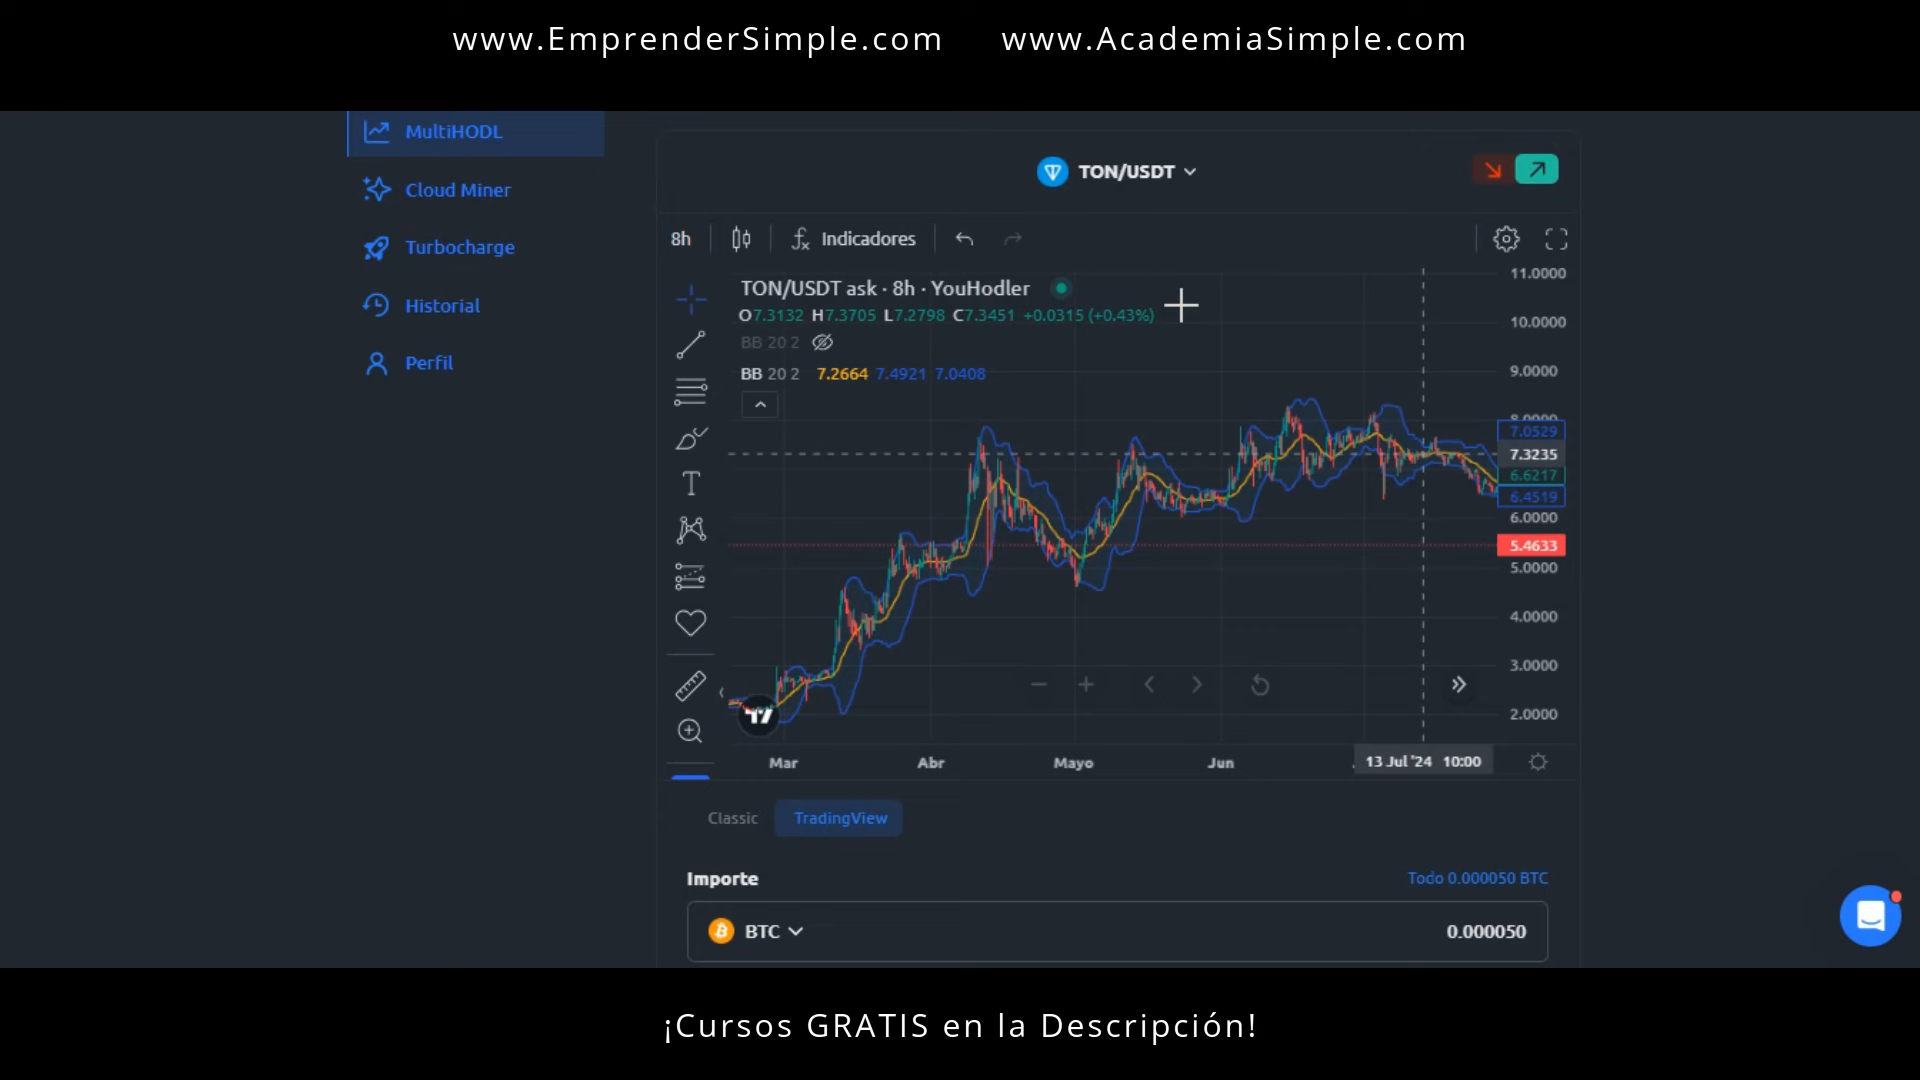 www.EmprenderSimple.com www.AcademiaSimple.com
MultiHODL
Cloud Miner
Turbocharge
Historial
Perfil
TON/USDT
8h Indicadores
TON/USDT ask · 8h · YouHodler
O7.3132 H7.3705 L7.2798 C7.3451 +0.0315 (+0.43%)
BB 20 2
BB 20 2 7.2664 7.4921 7.0408
11.0000
10.0000
9.0000
8.0000
7.0529
7.3235
6.6217
6.4519
6.0000
5.4633
5.0000
4.0000
3.0000
2.0000
Mar Abr Mayo Jun 13 Jul '24 10:00
Classic TradingView
Importe Todo 0.000050 BTC
BTC 0.000050
¡Cursos GRATIS en la Descripción!